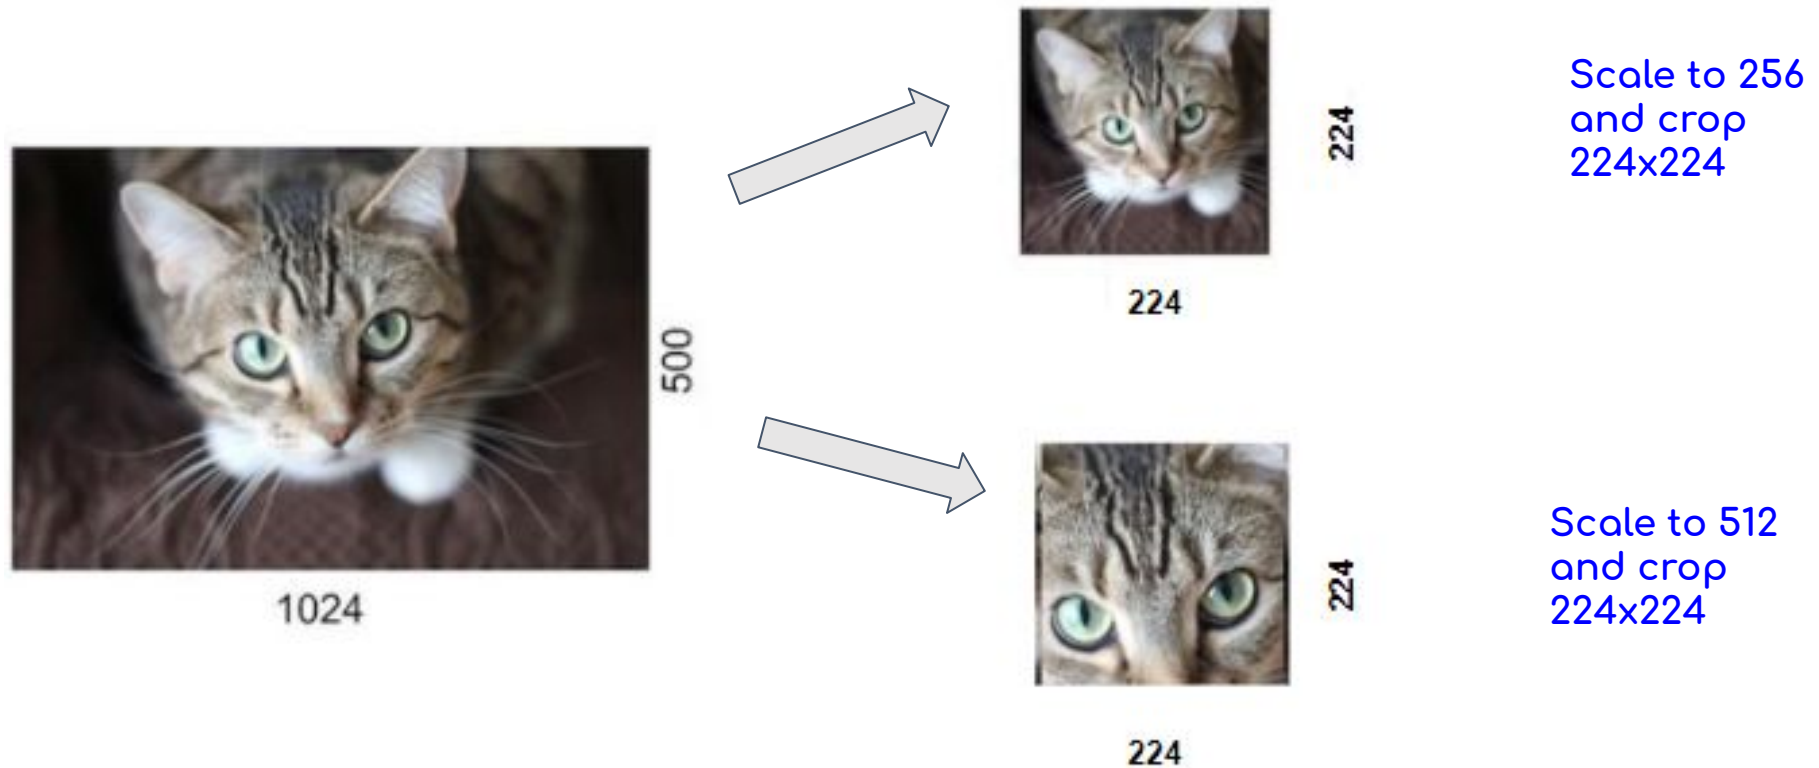 500
1024
224
224
Scale to 256
and crop
224x224
224
224
Scale to 512
and crop
224x224